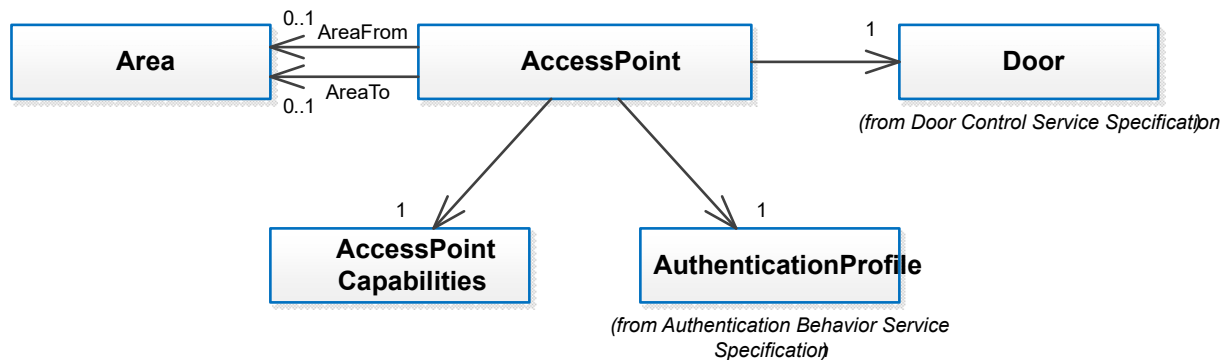 0..1
AreaFrom
Area
AreaTo
0..1
AccessPoint
1
Door
(from Door Control Service Specification)
1
AccessPoint
Capabilities
1
AuthenticationProfile
(from Authentication Behavior Service
Specification)